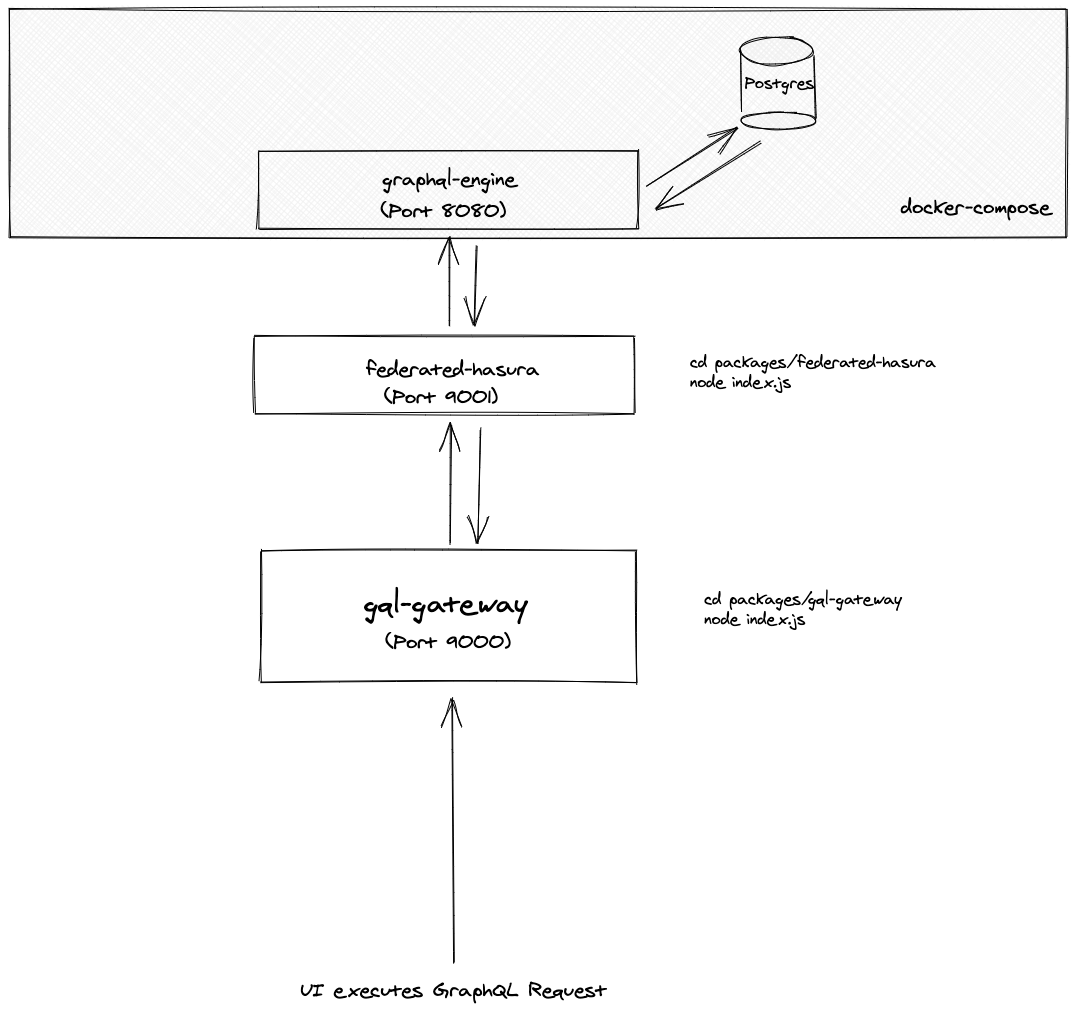 Postgres
graphql-engine
(Port 8080)
docker-compose
federated-hasura
(Port 9001)
cd packages/federated-hasura
node index.js
gql-gateway
(Port 9000)
cd packages/gql-gateway
node index.js
UI executes GraphQL Request